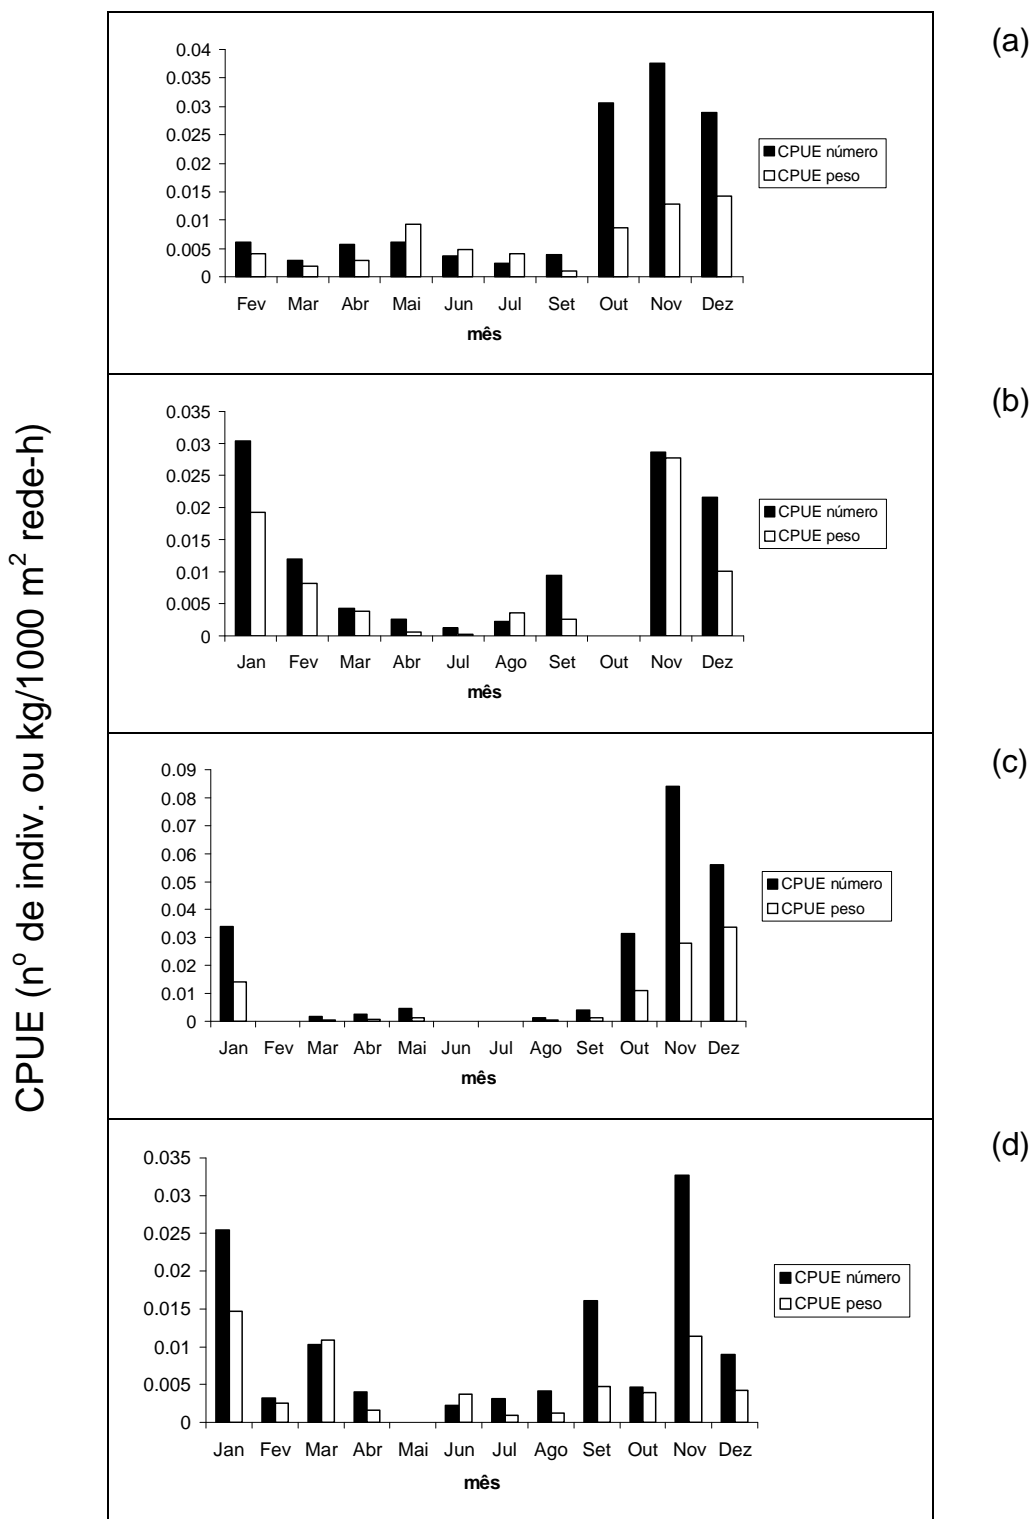 CPUE (nº de indiv. ou kg/1000 m² rede-h)
(a)
0.04
0.035
0.03
0.025
0.02
0.015
0.01
0.005
0
Fev Mar Abr Mai Jun Jul Set Out Nov Dez
mês
CPUE número
CPUE peso
(b)
0.035
0.03
0.025
0.02
0.015
0.01
0.005
0
Jan Fev Mar Abr Jul Ago Set Out Nov Dez
mês
CPUE número
CPUE peso
(c)
0.09
0.08
0.07
0.06
0.05
0.04
0.03
0.02
0.01
0
Jan Fev Mar Abr Mai Jun Jul Ago Set Out Nov Dez
mês
CPUE número
CPUE peso
(d)
0.035
0.03
0.025
0.02
0.015
0.01
0.005
0
Jan Fev Mar Abr Mai Jun Jul Ago Set Out Nov Dez
mês
CPUE número
CPUE peso